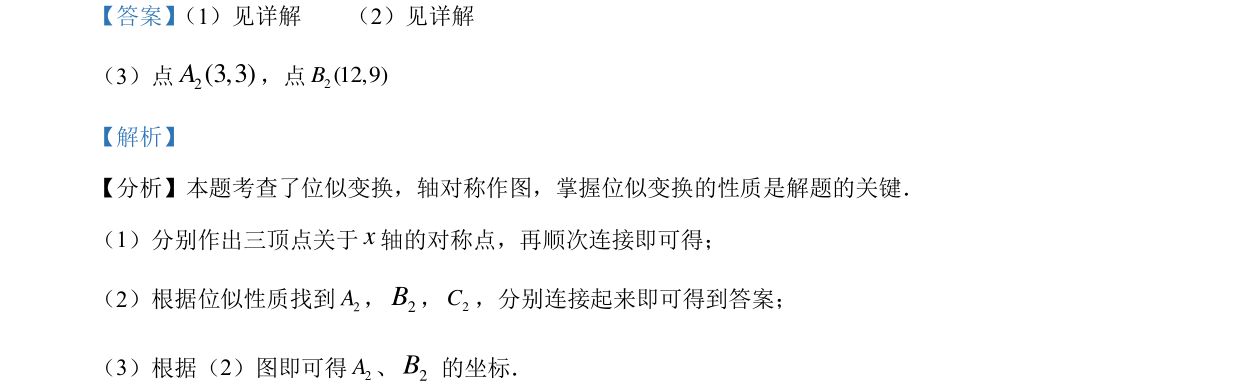 【答案】（1）见详解　　（2）见详解
（3）点 A₂(3,3)，点 B₂(12,9)
【解析】
【分析】本题考查了位似变换，轴对称作图，掌握位似变换的性质是解题的关键．
（1）分别作出三顶点关于 x 轴的对称点，再顺次连接即可得；
（2）根据位似性质找到 A₂， B₂， C₂，分别连接起来即可得到答案；
（3）根据（2）图即可得 A₂、 B₂ 的坐标．